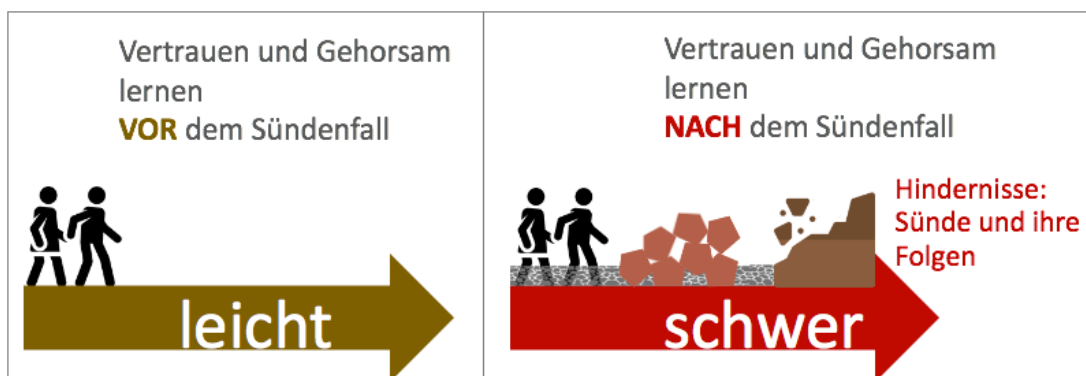 Vertrauen und Gehorsam
lernen
VOR dem Sündenfall
leicht
Vertrauen und Gehorsam
lernen
NACH dem Sündenfall
Hindernisse:
Sünde und ihre
Folgen
schwer